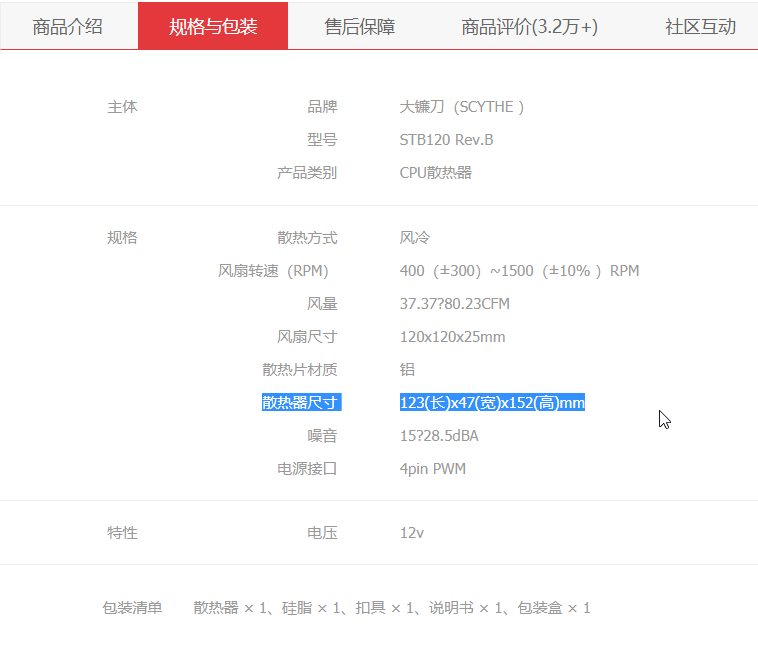 商品介绍 规格与包装 售后保障 商品评价(3.2万+) 社区互动
主体 品牌 大镰刀（SCYTHE ）
型号 STB120 Rev.B
产品类别 CPU散热器
规格 散热方式 风冷
风扇转速（RPM） 400（±300）~1500（±10% ）RPM
风量 37.37?80.23CFM
风扇尺寸 120x120x25mm
散热片材质 铝
散热器尺寸 123(长)x47(宽)x152(高)mm
噪音 15?28.5dBA
电源接口 4pin PWM
特性 电压 12v
包装清单 散热器 × 1、硅脂 × 1、扣具 × 1、说明书 × 1、包装盒 × 1